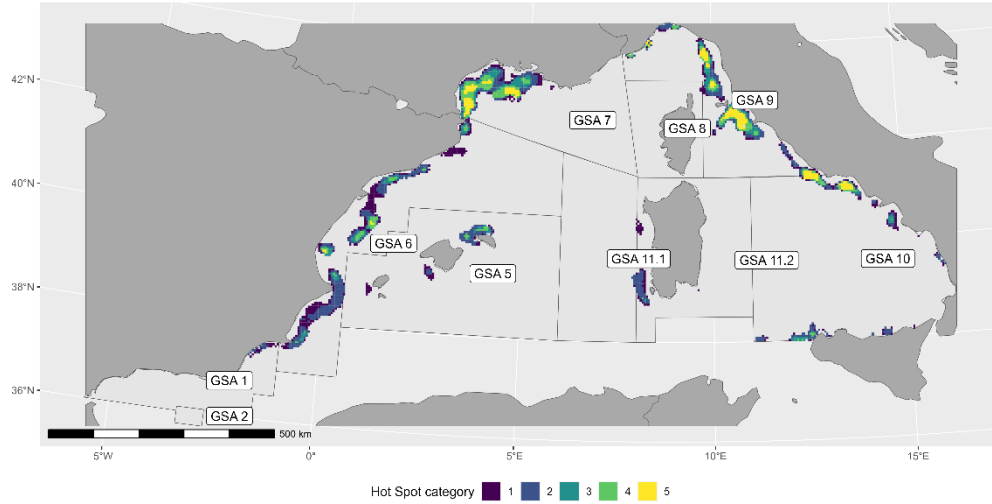 42°N
40°N
38°N
36°N
GSA 9
GSA 7
GSA 8
GSA 6
GSA 5
GSA 11.1
GSA 11.2
GSA 10
GSA 1
GSA 2
500 km
5°W
0°
5°E
10°E
15°E
Hot Spot category 1 2 3 4 5